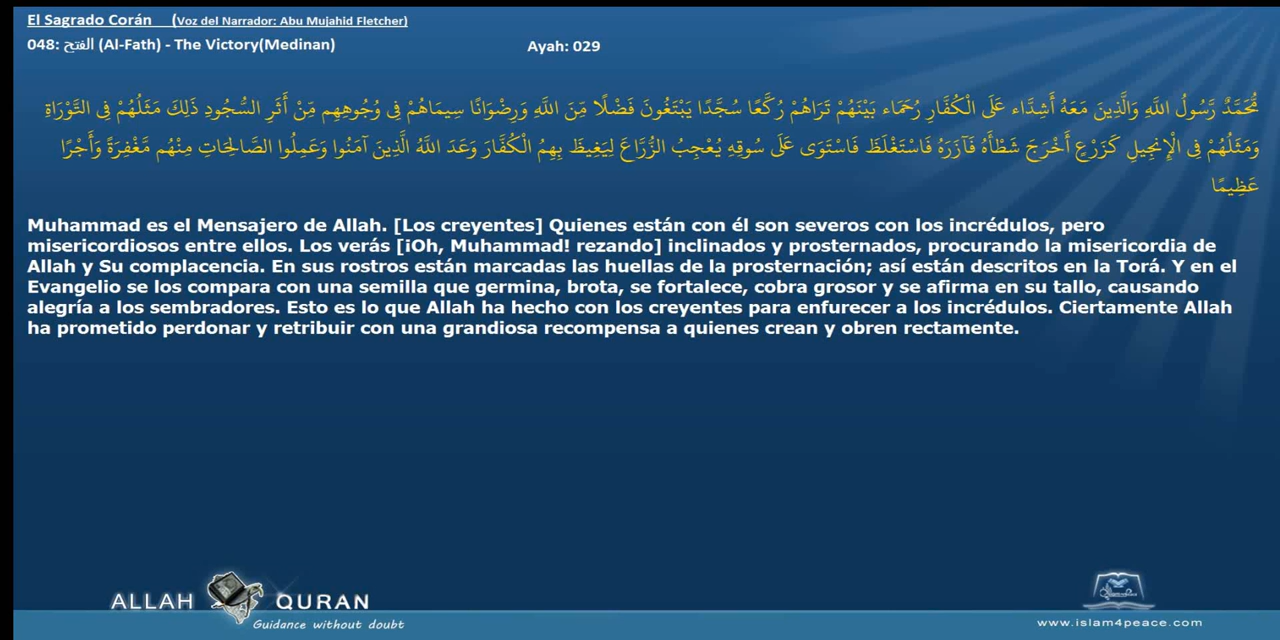 El Sagrado Corán (Voz del Narrador: Abu Mujahid Fletcher)
048: الفتح (Al-Fath) - The Victory(Medinan) Ayah: 029
مُّحَمَّدٌ رَّسُولُ اللَّهِ وَالَّذِينَ مَعَهُ أَشِدَّاء عَلَى الْكُفَّارِ رُحَمَاء بَيْنَهُمْ تَرَاهُمْ رُكَّعًا سُجَّدًا يَبْتَغُونَ فَضْلًا مِّنَ اللَّهِ وَرِضْوَانًا سِيمَاهُمْ فِي وُجُوهِهِم مِّنْ أَثَرِ السُّجُودِ ذَلِكَ مَثَلُهُمْ فِي التَّوْرَاةِ
وَمَثَلُهُمْ فِي الْإِنجِيلِ كَزَرْعٍ أَخْرَجَ شَطْأَهُ فَآزَرَهُ فَاسْتَغْلَظَ فَاسْتَوَى عَلَى سُوقِهِ يُعْجِبُ الزُّرَّاعَ لِيَغِيظَ بِهِمُ الْكُفَّارَ وَعَدَ اللَّهُ الَّذِينَ آمَنُوا وَعَمِلُوا الصَّالِحَاتِ مِنْهُم مَّغْفِرَةً وَأَجْرًا
عَظِيمًا
Muhammad es el Mensajero de Allah. [Los creyentes] Quienes están con él son severos con los incrédulos, pero
misericordiosos entre ellos. Los verás [¡Oh, Muhammad! rezando] inclinados y prosternados, procurando la misericordia de
Allah y Su complacencia. En sus rostros están marcadas las huellas de la prosternación; así están descritos en la Torá. Y en el
Evangelio se los compara con una semilla que germina, brota, se fortalece, cobra grosor y se afirma en su tallo, causando
alegría a los sembradores. Esto es lo que Allah ha hecho con los creyentes para enfurecer a los incrédulos. Ciertamente Allah
ha prometido perdonar y retribuir con una grandiosa recompensa a quienes crean y obren rectamente.
ALLAH QURAN
Guidance without doubt
www.islam4peace.com